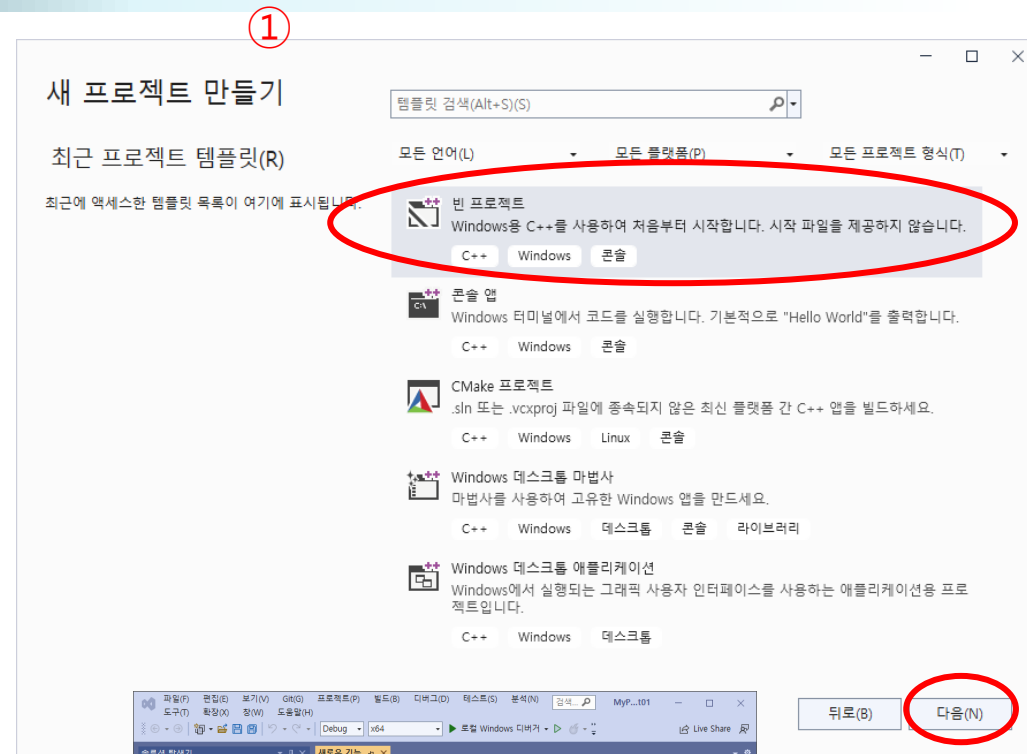 ①
새 프로젝트 만들기
템플릿 검색(Alt+S)(S)
최근 프로젝트 템플릿(R)
모든 언어(L) 모든 플랫폼(P) 모든 프로젝트 형식(T)
최근에 액세스한 템플릿 목록이 여기에 표시됩니다.
빈 프로젝트
Windows용 C++를 사용하여 처음부터 시작합니다. 시작 파일을 제공하지 않습니다.
C++ Windows 콘솔
콘솔 앱
Windows 터미널에서 코드를 실행합니다. 기본적으로 "Hello World"를 출력합니다.
C++ Windows 콘솔
CMake 프로젝트
.sln 또는 .vcxproj 파일에 종속되지 않은 최신 플랫폼 간 C++ 앱을 빌드하세요.
C++ Windows Linux 콘솔
Windows 데스크톱 마법사
마법사를 사용하여 고유한 Windows 앱을 만드세요.
C++ Windows 데스크톱 콘솔 라이브러리
Windows 데스크톱 애플리케이션
Windows에서 실행되는 그래픽 사용자 인터페이스를 사용하는 애플리케이션용 프로
젝트입니다.
C++ Windows 데스크톱
파일(F) 편집(E) 보기(V) Git(G) 프로젝트(P) 빌드(B) 디버그(D) 테스트(S) 분석(N) 검색... MyP...t01
도구(T) 확장(X) 창(W) 도움말(H)
Debug x64 로컬 Windows 디버거 Live Share
솔루션 탐색기 새로운 기능
뒤로(B) 다음(N)